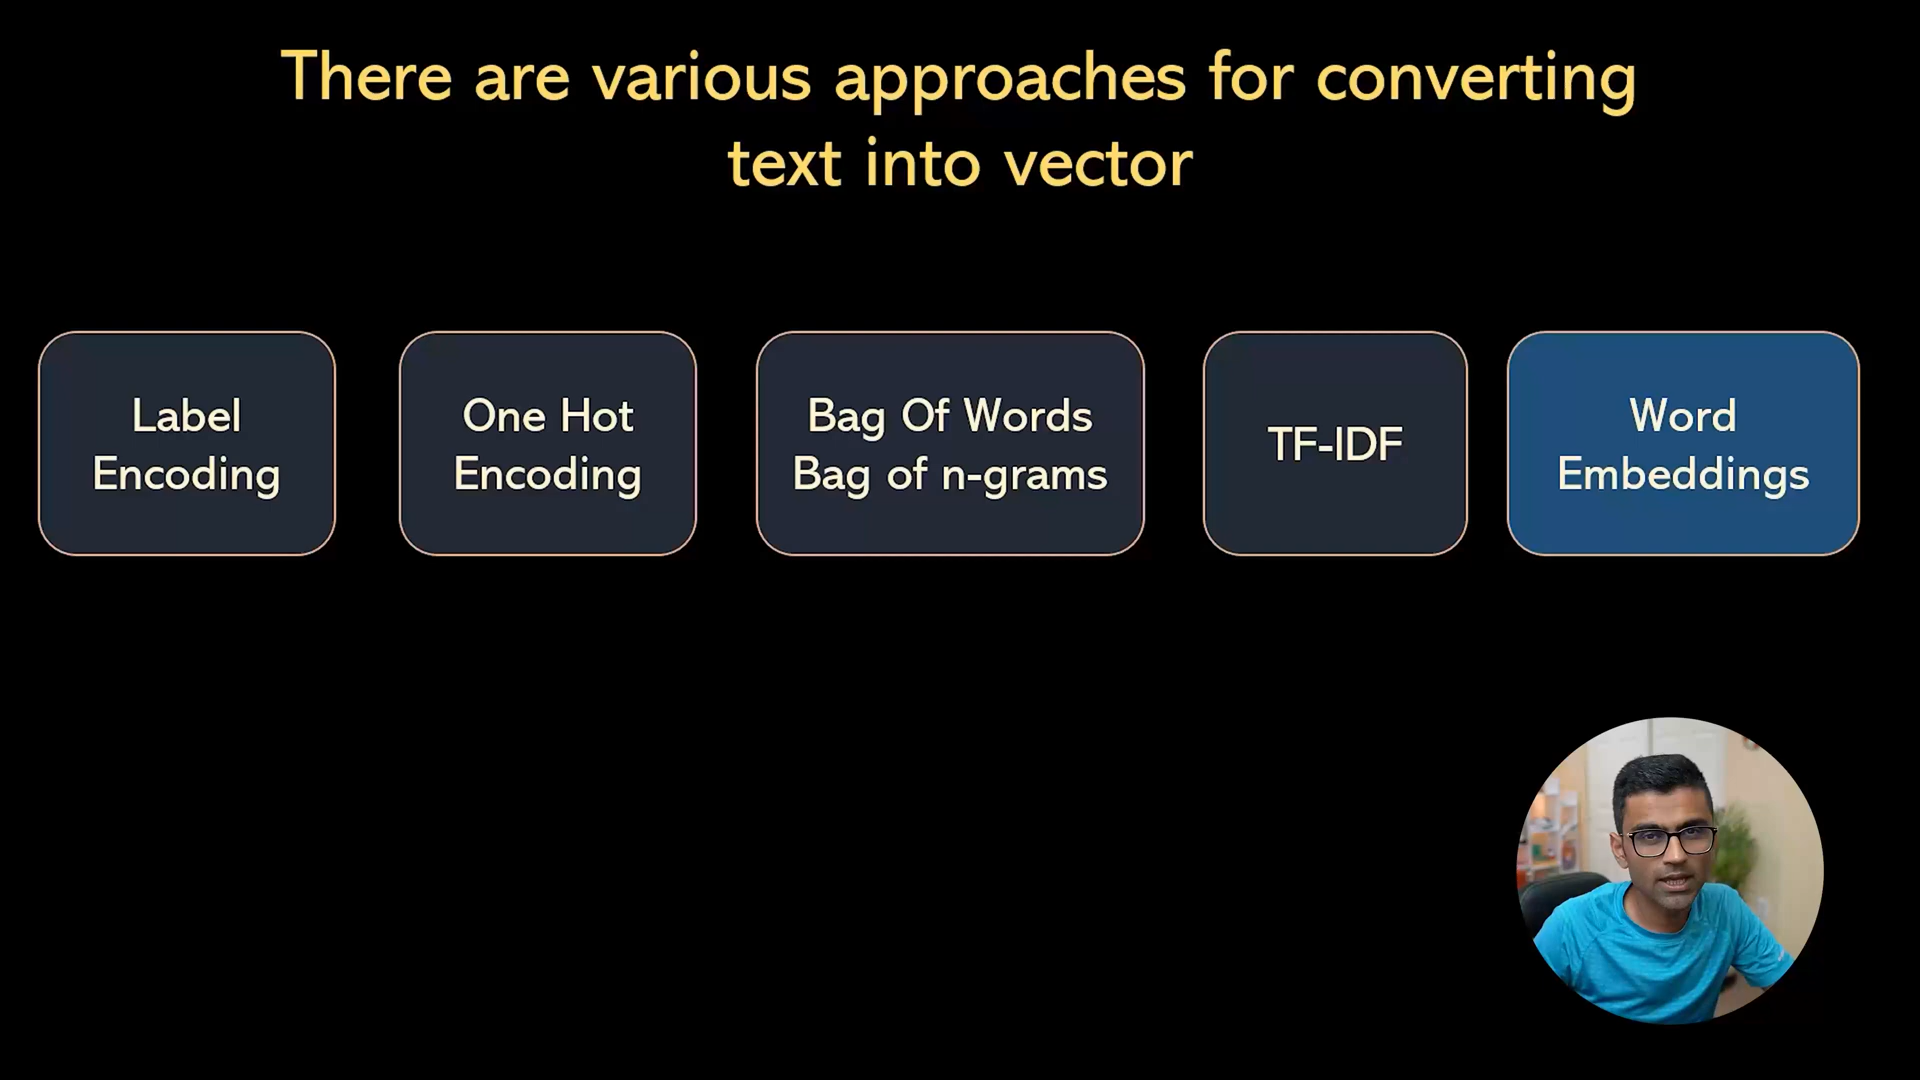 There are various approaches for converting
text into vector
Label
Encoding
One Hot
Encoding
Bag Of Words
Bag of n-grams
TF-IDF
Word
Embeddings